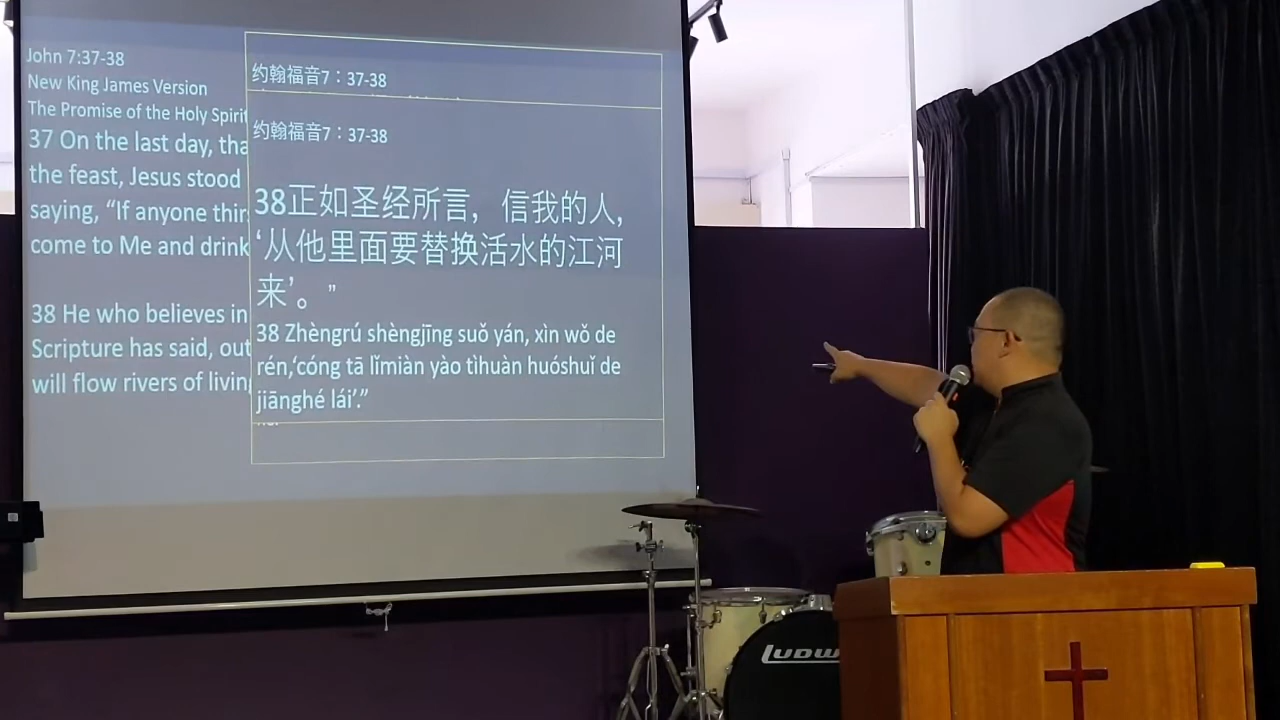 John 7:37-38
New King James Version
The Promise of the Holy Spirit
37 On the last day,
the feast, Jesus stood
saying, “If anyone
come to Me and drink
38 He who believes in
Scripture has said,
will flow rivers of
约翰福音7：37-38
约翰福音7：37-38
38正如圣经所言，信我的人，
‘从他里面要替换活水的江河
来’。”
38 Zhèngrú shèngjīng suǒ yán, xìn wǒ de
rén,‘cóng tā lǐmiàn yào tìhuàn huóshuǐ de
jiānghé lái’.”